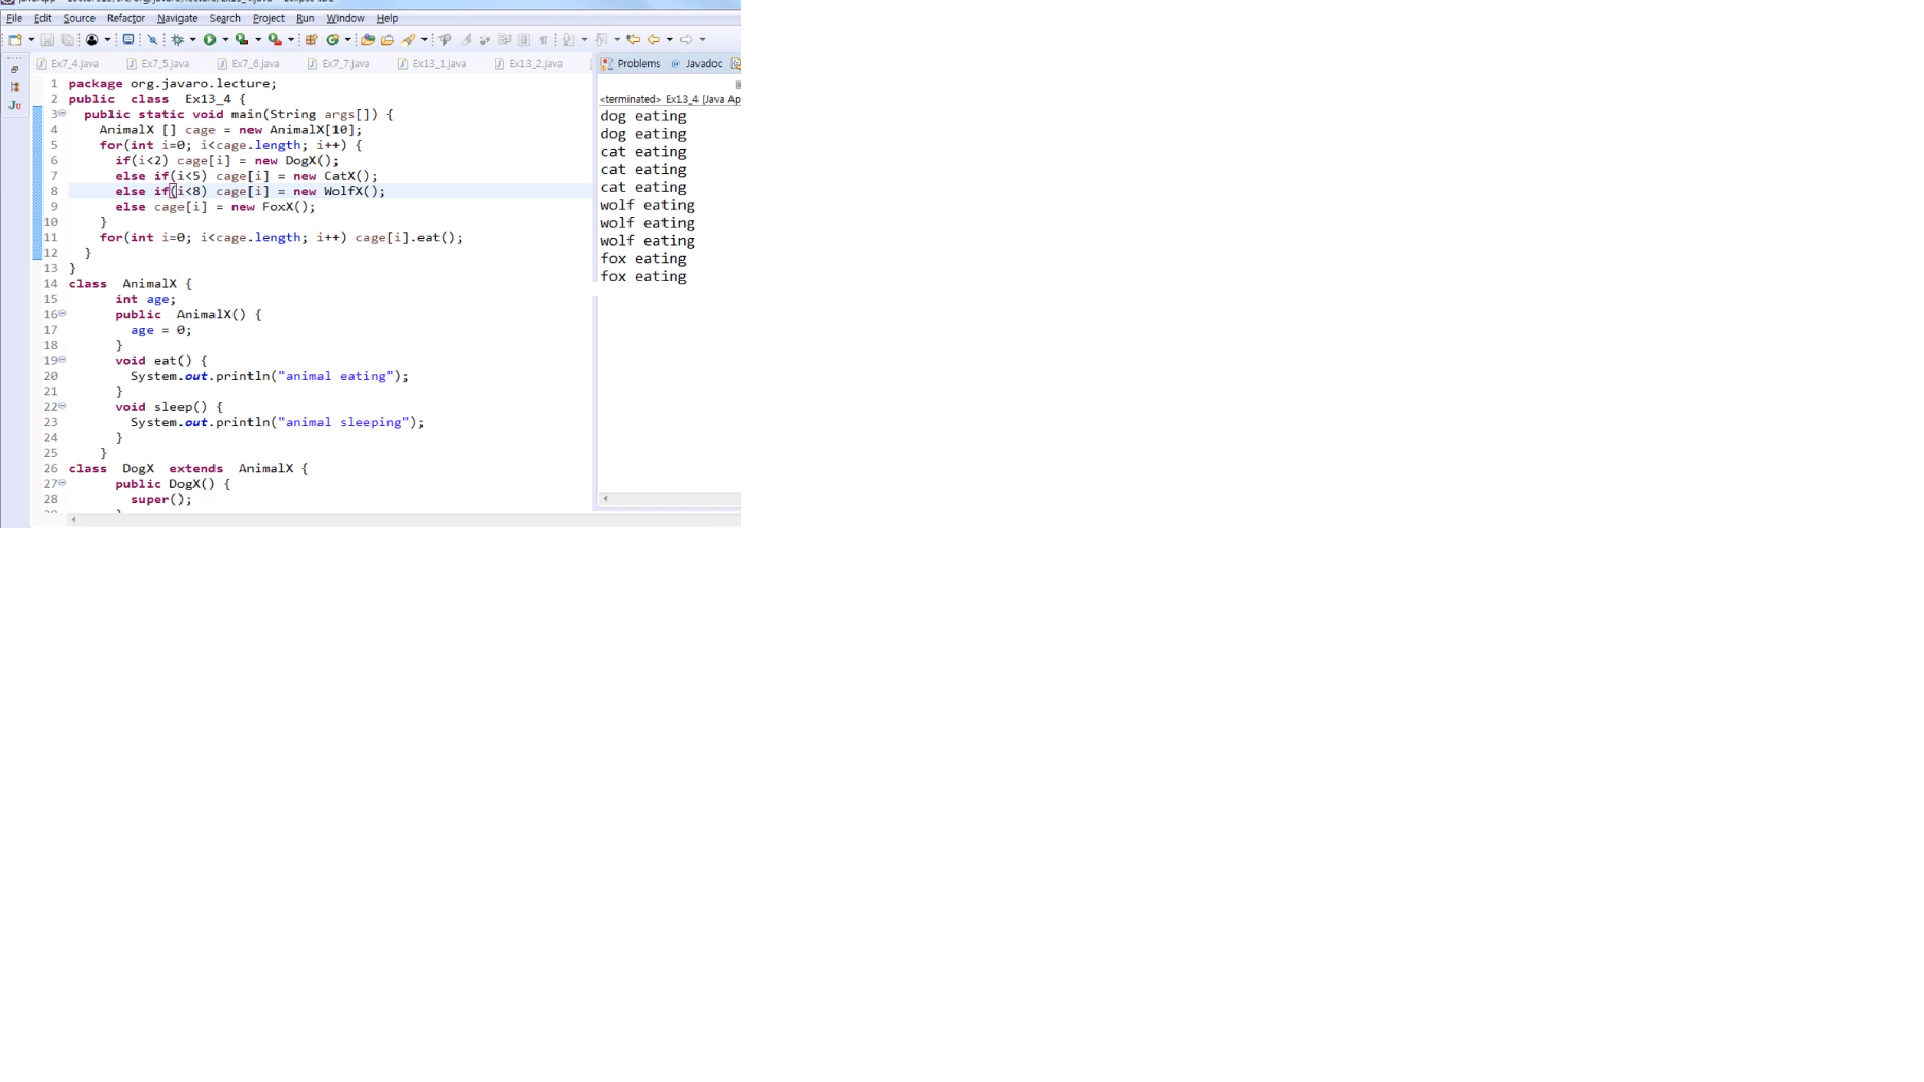 File Edit Source Refactor Navigate Search Project Run Window Help
Ex7_4.java Ex7_5.java Ex7_6.java Ex7_7.java Ex13_1.java Ex13_2.java
1 package org.javaro.lecture;
2 public class Ex13_4 {
3 public static void main(String args[]) {
4 AnimalX [] cage = new AnimalX[10];
5 for(int i=0; i<cage.length; i++) {
6 if(i<2) cage[i] = new DogX();
7 else if(i<5) cage[i] = new CatX();
8 else if(i<8) cage[i] = new WolfX();
9 else cage[i] = new FoxX();
10 }
11 for(int i=0; i<cage.length; i++) cage[i].eat();
12 }
13 }
14 class AnimalX {
15 int age;
16 public AnimalX() {
17 age = 0;
18 }
19 void eat() {
20 System.out.println("animal eating");
21 }
22 void sleep() {
23 System.out.println("animal sleeping");
24 }
25 }
26 class DogX extends AnimalX {
27 public DogX() {
28 super();
Problems @ Javadoc
<terminated> Ex13_4 [Java Ap
dog eating
dog eating
cat eating
cat eating
cat eating
wolf eating
wolf eating
wolf eating
fox eating
fox eating